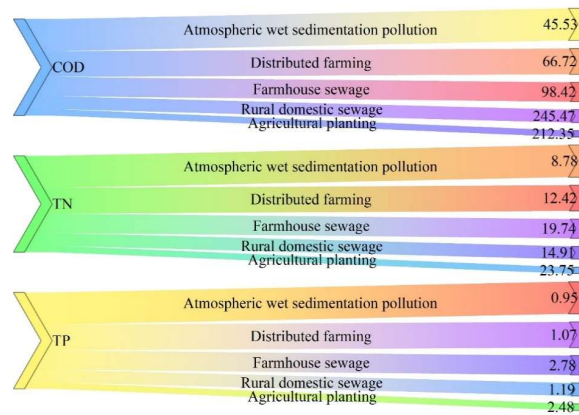 Atmospheric wet sedimentation pollution 45.53
COD
Distributed farming 66.72
Farmhouse sewage 98.42
Rural domestic sewage 245.47
Agricultural planting 212.35
Atmospheric wet sedimentation pollution 8.78
TN
Distributed farming 12.42
Farmhouse sewage 19.74
Rural domestic sewage 14.91
Agricultural planting 23.75
Atmospheric wet sedimentation pollution 0.95
TP
Distributed farming 1.07
Farmhouse sewage 2.78
Rural domestic sewage 1.19
Agricultural planting 2.48